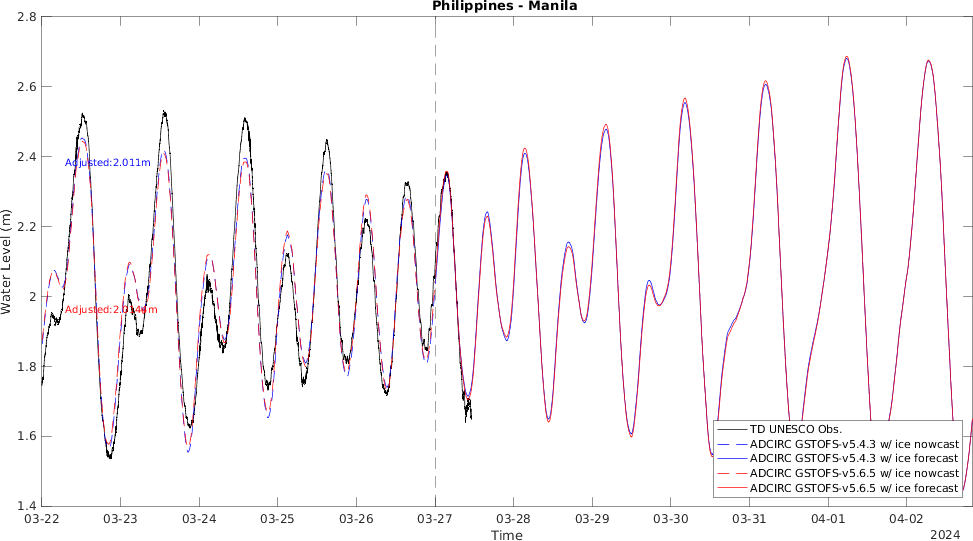 Philippines - Manila
2.8
2.6
2.4
2.2
2
1.8
1.6
1.4
Water Level (m)
Adjusted:2.011m
TD UNESCO Obs.
ADCIRC GSTOFS-v5.4.3 w/ ice nowcast
ADCIRC GSTOFS-v5.4.3 w/ ice forecast
ADCIRC GSTOFS-v5.6.5 w/ ice nowcast
ADCIRC GSTOFS-v5.6.5 w/ ice forecast
03-22 03-23 03-24 03-25 03-26 03-27 03-28 03-29 03-30 03-31 04-01 04-02
Time
2024